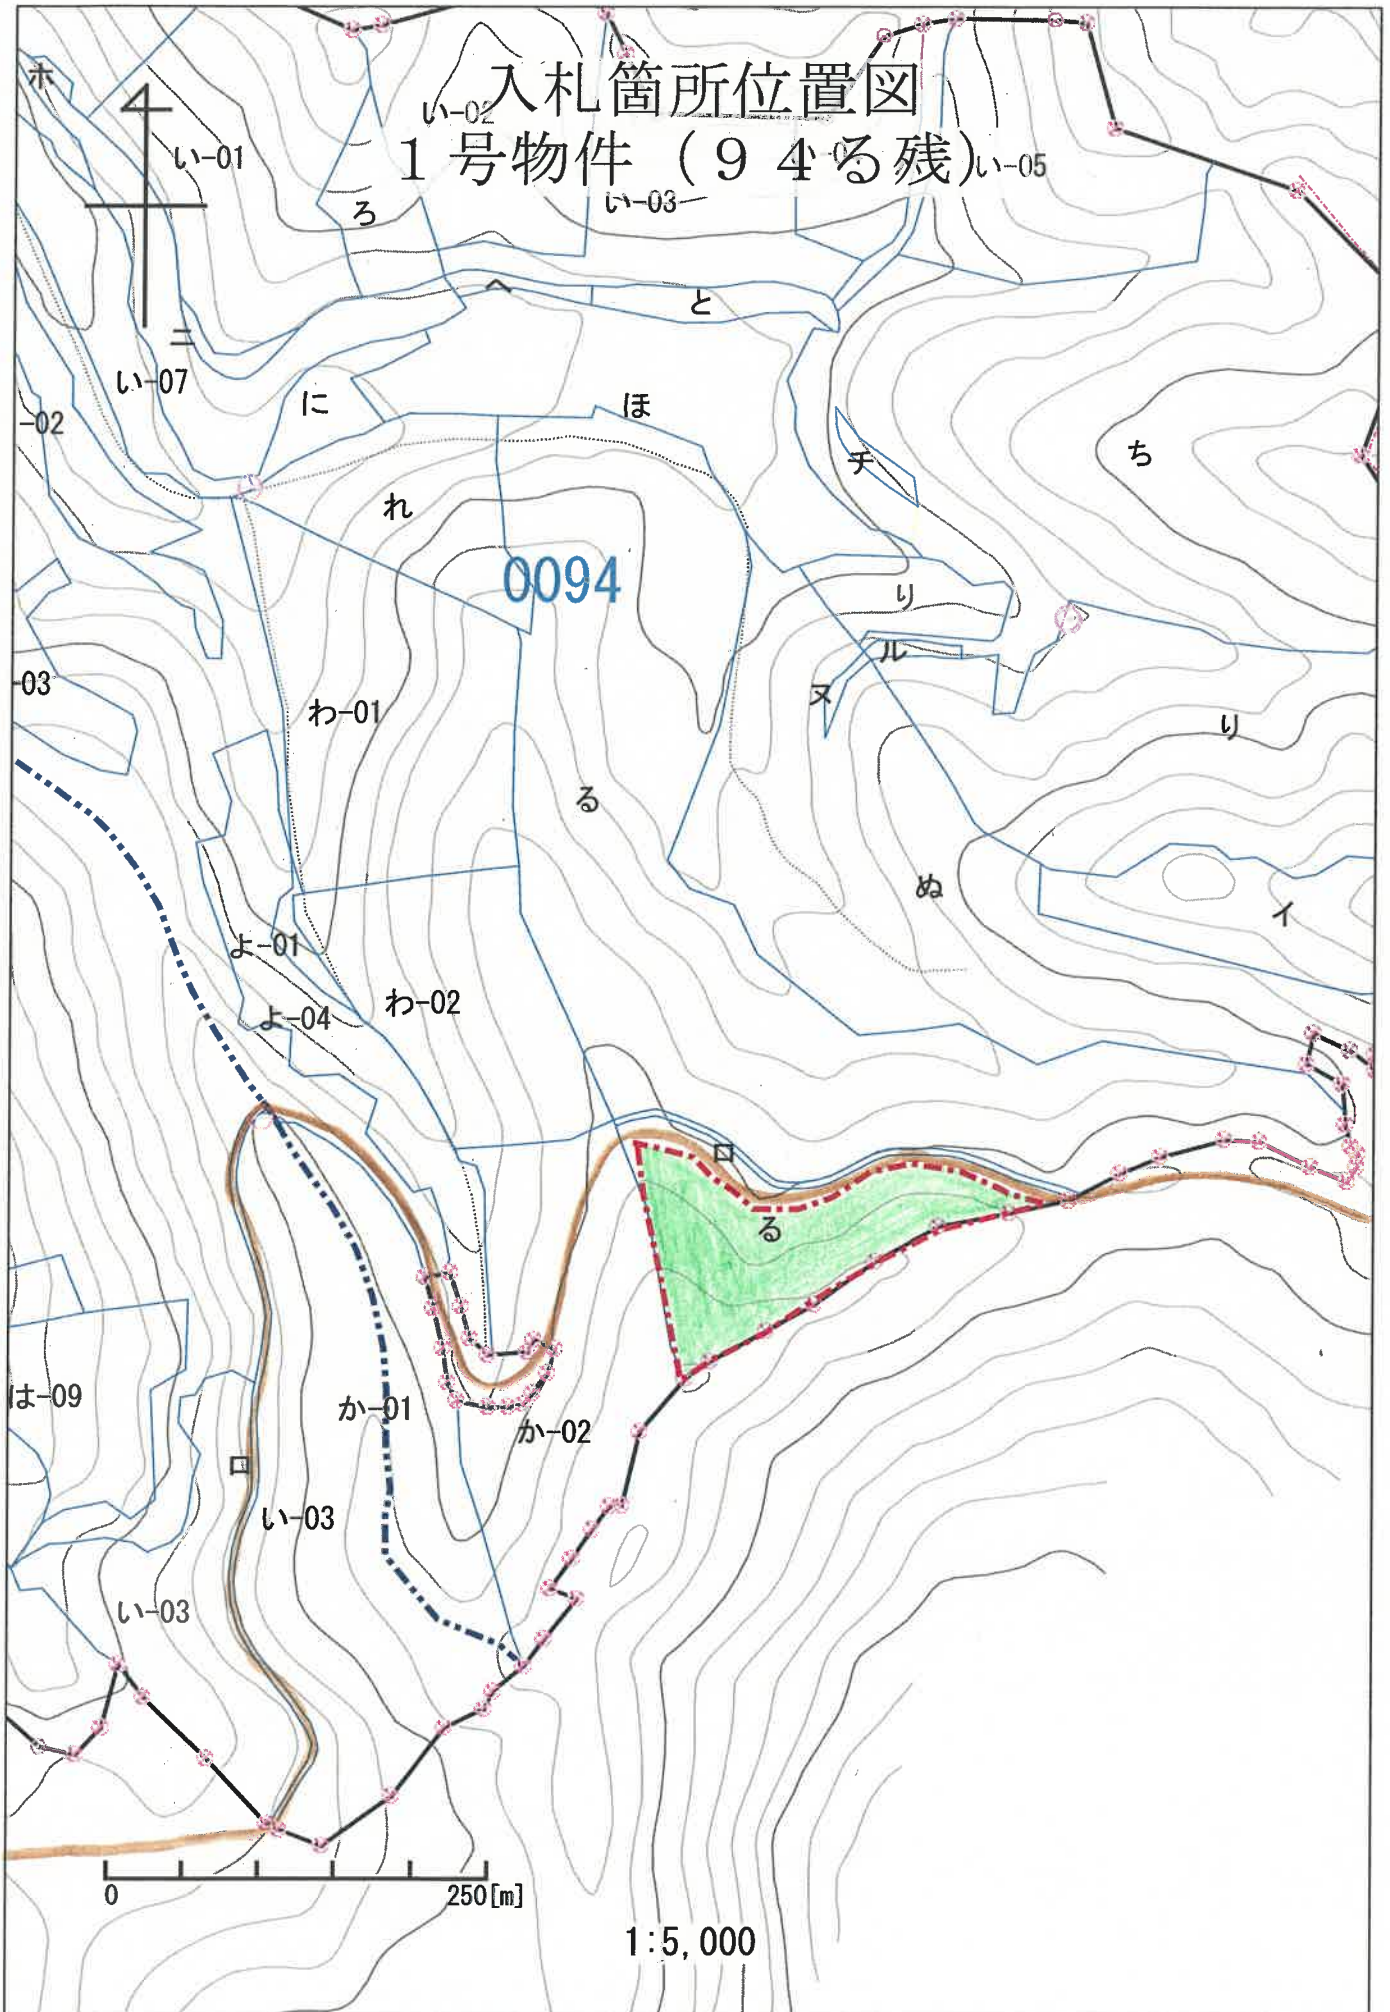 入札箇所位置図
1号物件(94る残)
ホ
い-02
い-01
い-05
い-03
ろ
ヘ
と
ニ
い-07
に
ほ
-02
チ
ち
れ
0094
り
ル
ヌ
-03
わ-01
り
る
ぬ
イ
よ-01
わ-02
よ-04
ロ
る
は-09
か-01
か-02
ロ
い-03
い-03
0
250[m]
1:5,000